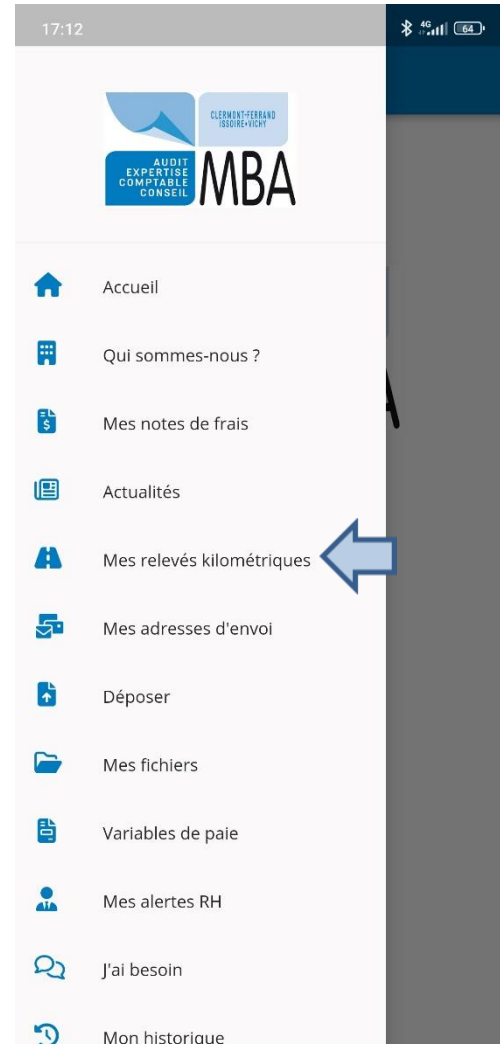 17:12
4G
64
CLERMONT-FERRAND
ISSOIRE•VICHY
AUDIT
EXPERTISE
COMPTABLE
CONSEIL
MBA
Accueil
Qui sommes-nous ?
Mes notes de frais
Actualités
Mes relevés kilométriques
Mes adresses d'envoi
Déposer
Mes fichiers
Variables de paie
Mes alertes RH
J'ai besoin
Mon historique